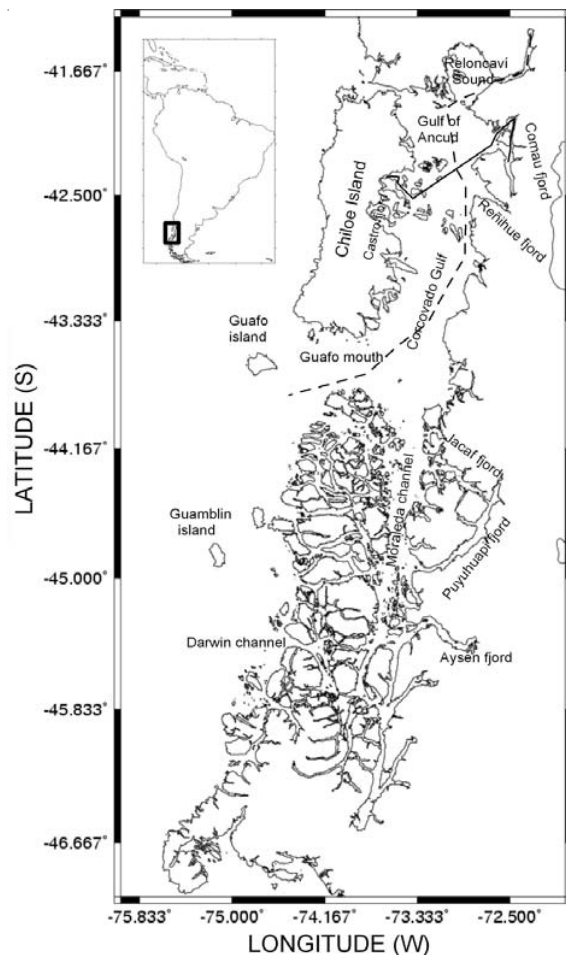 -41.667°
-42.500°
-43.333°
-44.167°
-45.000°
-45.833°
-46.667°
LATITUDE (S)
Reloncaví
Sound
Gulf of
Ancud
Comau fjord
Chiloe Island
Castro fjord
Reñihue fjord
Corcovado Gulf
Guafo
island
Guafo mouth
Jacaf fjord
Moraleda channel
Guamblin
island
Puyuhuapi fjord
Darwin channel
Aysen fjord
-75.833°
-75.000°
-74.167°
-73.333°
-72.500°
LONGITUDE (W)